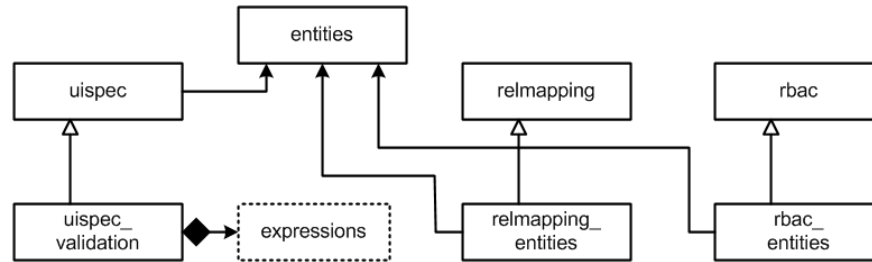 entities
uispec
relmapping
rbac
uispec_
validation
expressions
relmapping_
entities
rbac_
entities